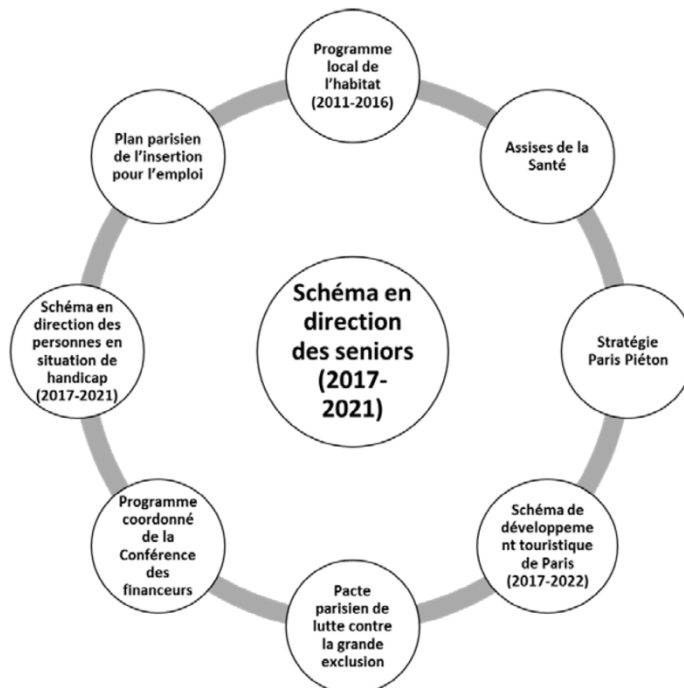 Programme
local de
l'habitat
(2011-2016)
Assises de la
Santé
Stratégie
Paris Piéton
Schéma de
développeme
nt touristique
de Paris
(2017-2022)
Pacte
parisien de
lutte contre
la grande
exclusion
Programme
coordonné
de la
Conférence
des
financeurs
Schéma en
direction des
personnes en
situation de
handicap
(2017-2021)
Plan parisien
de l'insertion
pour l'emploi
Schéma en
direction
des seniors
(2017-
2021)